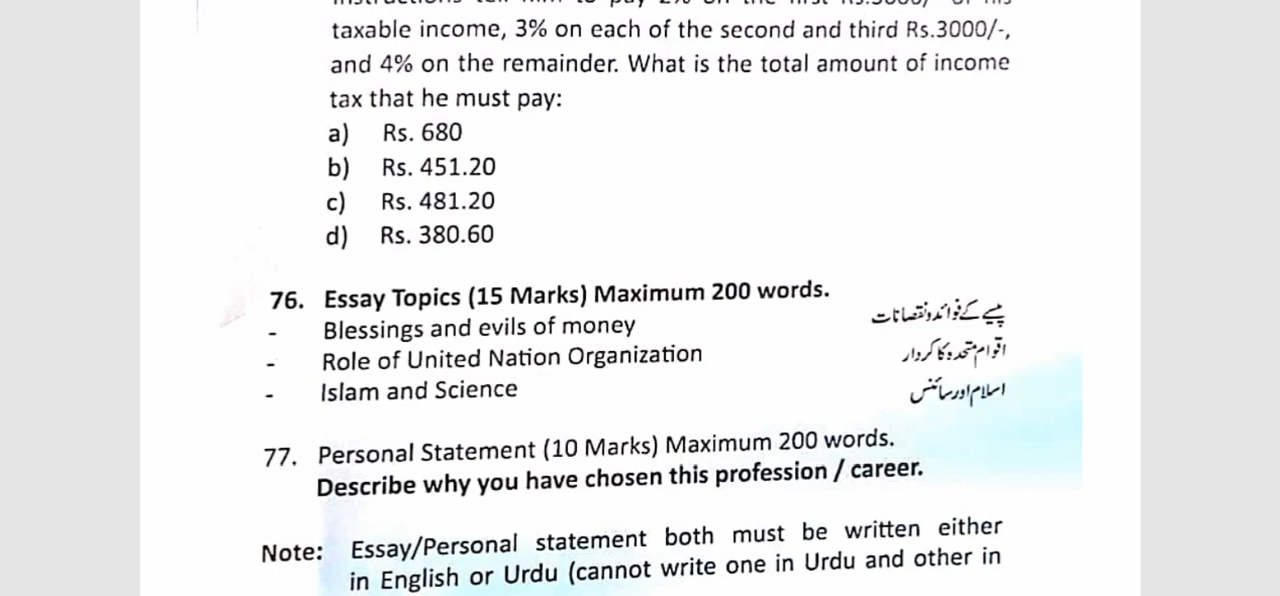 taxable income, 3% on each of the second and third Rs.3000/-,
and 4% on the remainder. What is the total amount of income
tax that he must pay:
a) Rs. 680
b) Rs. 451.20
c) Rs. 481.20
d) Rs. 380.60
76. Essay Topics (15 Marks) Maximum 200 words.
- Blessings and evils of money پیسے کے فوائد و نقصانات
- Role of United Nation Organization اقوام متحدہ کا کردار
- Islam and Science اسلام اور سائنس
77. Personal Statement (10 Marks) Maximum 200 words.
Describe why you have chosen this profession / career.
Note: Essay/Personal statement both must be written either
in English or Urdu (cannot write one in Urdu and other in